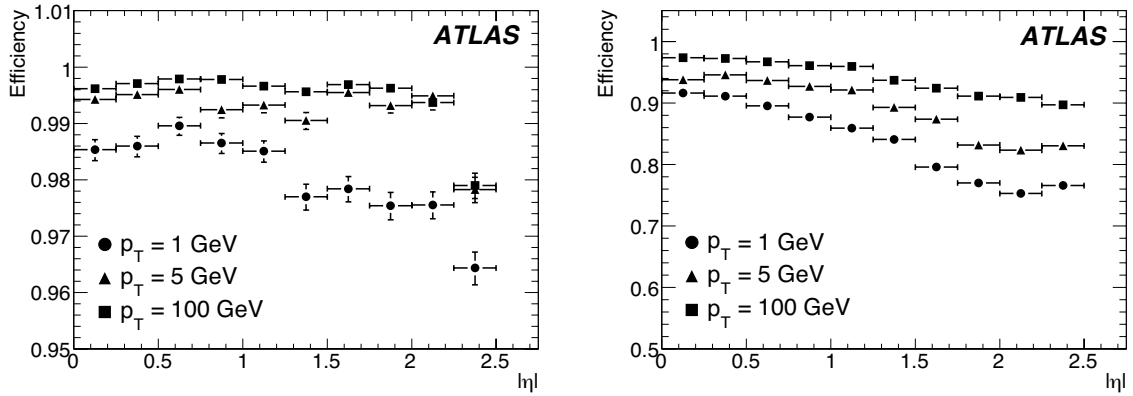 Efficiency
ATLAS
1.01
1
0.99
0.98
0.97
0.96
0.95
p_T = 1 GeV
p_T = 5 GeV
p_T = 100 GeV
0 0.5 1 1.5 2 2.5
|η|
Efficiency
ATLAS
1
0.9
0.8
0.7
0.6
0.5
p_T = 1 GeV
p_T = 5 GeV
p_T = 100 GeV
0 0.5 1 1.5 2 2.5
|η|